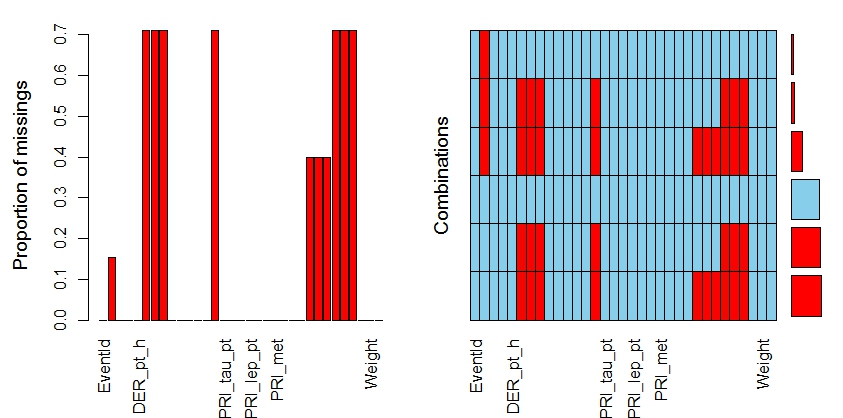 Proportion of missings
0.7
0.6
0.5
0.4
0.3
0.2
0.1
0.0
EventId
DER_pt_h
PRI_tau_pt
PRI_lep_pt
PRI_met
Weight
Combinations
EventId
DER_pt_h
PRI_tau_pt
PRI_lep_pt
PRI_met
Weight